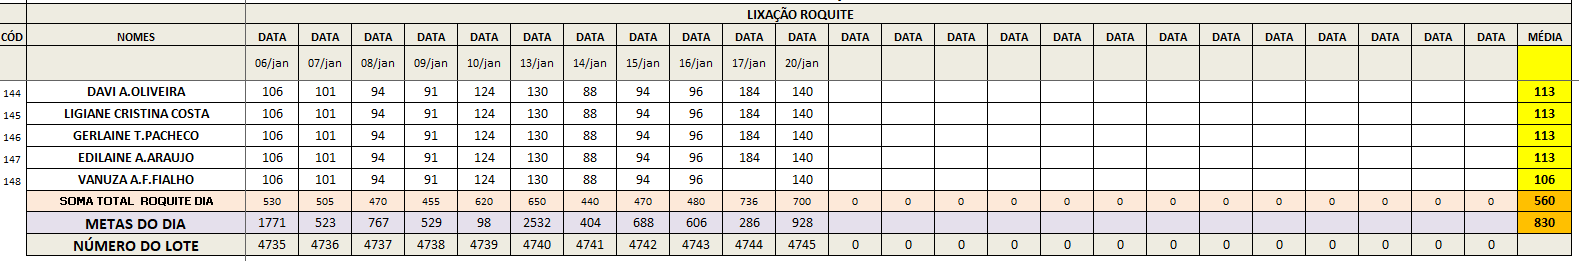 LIXAÇÃO ROQUITE
CÓD NOMES DATA DATA DATA DATA DATA DATA DATA DATA DATA DATA DATA DATA DATA DATA DATA DATA DATA DATA DATA DATA DATA DATA DATA DATA MÉDIA
06/jan 07/jan 08/jan 09/jan 10/jan 13/jan 14/jan 15/jan 16/jan 17/jan 20/jan
144 DAVI A.OLIVEIRA 106 101 94 91 124 130 88 94 96 184 140 113
145 LIGIANE CRISTINA COSTA 106 101 94 91 124 130 88 94 96 184 140 113
146 GERLAINE T.PACHECO 106 101 94 91 124 130 88 94 96 184 140 113
147 EDILAINE A.ARAUJO 106 101 94 91 124 130 88 94 96 184 140 113
148 VANUZA A.F.FIALHO 106 101 94 91 124 130 88 94 96 140 106
SOMA TOTAL ROQUITE DIA 530 505 470 455 620 650 440 470 480 736 700 0 0 0 0 0 0 0 0 0 0 0 0 0 560
METAS DO DIA 1771 523 767 529 98 2532 404 688 606 286 928 830
NÚMERO DO LOTE 4735 4736 4737 4738 4739 4740 4741 4742 4743 4744 4745 0 0 0 0 0 0 0 0 0 0 0 0 0